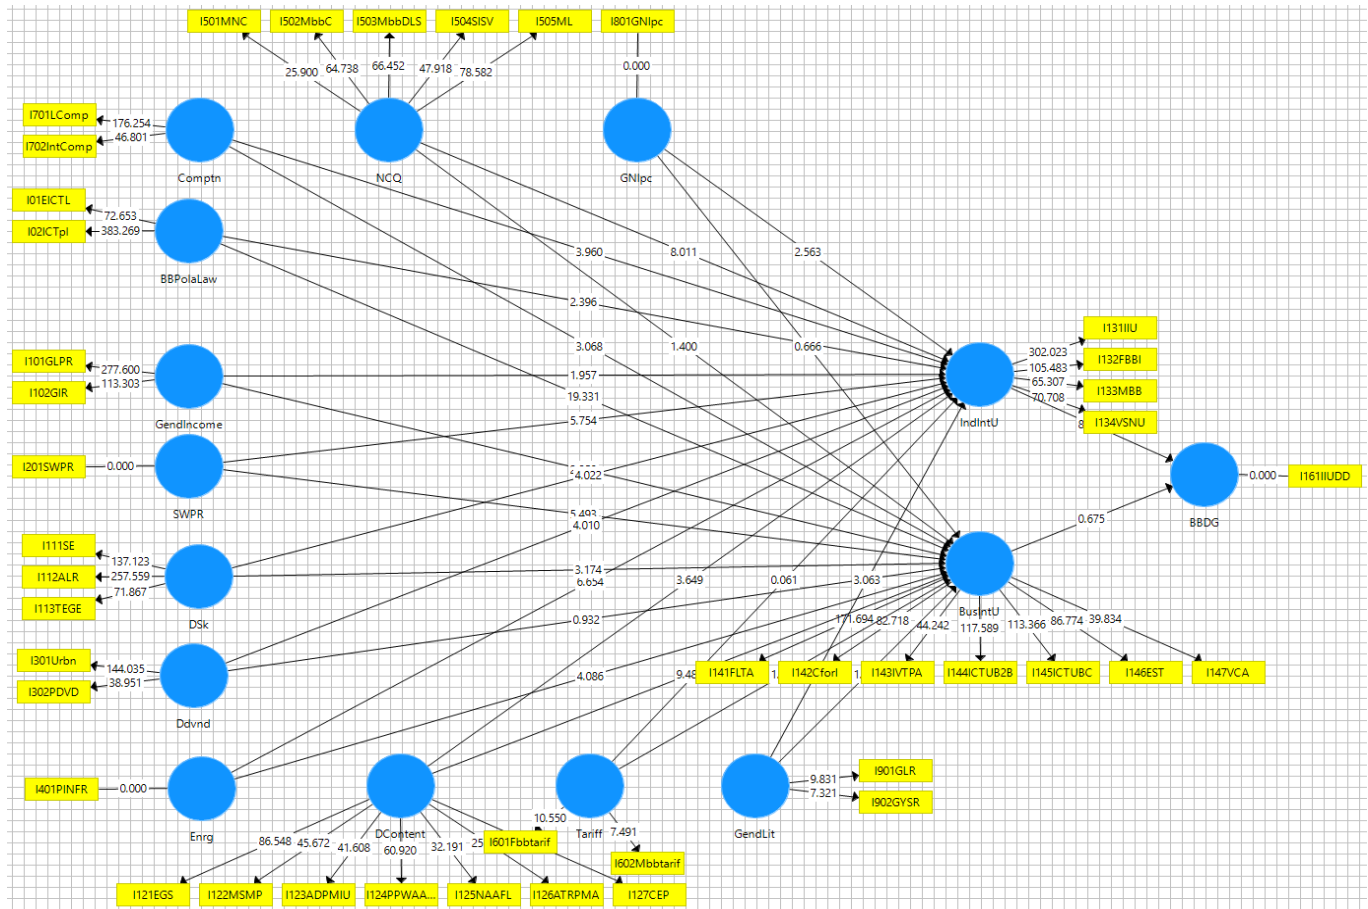 I501MNC
I502MbbC
I503MbbDLS
I504SISV
I505ML
I801GNIpc
25.900
64.738
66.452
47.918
78.582
0.000
I701LComp
176.254
I702IntComp
46.801
Comptn
NCQ
GNIpc
I01EICTL
72.653
I02ICTpl
383.269
BBPolaLaw
3.960
8.011
2.563
2.396
3.068
1.400
0.666
I101GLPR
277.600
I102GIR
113.303
GendIncome
1.957
19.331
5.754
I131IIU
302.023
I132FBBI
105.483
I133MBB
65.307
I134VSNU
70.708
IndIntU
I201SWPR
0.000
SWPR
4.022
5.493
4.010
0.000
I161IIUDD
BBDG
0.675
I111SE
137.123
I112ALR
257.559
I113TEGE
71.867
DSk
3.174
6.654
3.649
0.061
3.063
0.932
BusIntU
171.694
82.718
44.242
117.589
113.366
86.774
39.834
I301Urbn
144.035
I302PDVD
38.951
Ddvnd
4.086
I141FLTA
I142CforI
I143IVTPA
I144ICTUB2B
I145ICTUBC
I146EST
I147VCA
I401PINFR
0.000
Enrg
DContent
Tariff
GendLit
9.831
I901GLR
7.321
I902GYSR
86.548
45.672
41.608
60.920
32.191
10.550
7.491
I601Fbbtarif
I602Mbbtarif
I121EGS
I122MSMP
I123ADPMIU
I124PPWAA...
I125NAAFL
I126ATRPMA
I127CEP